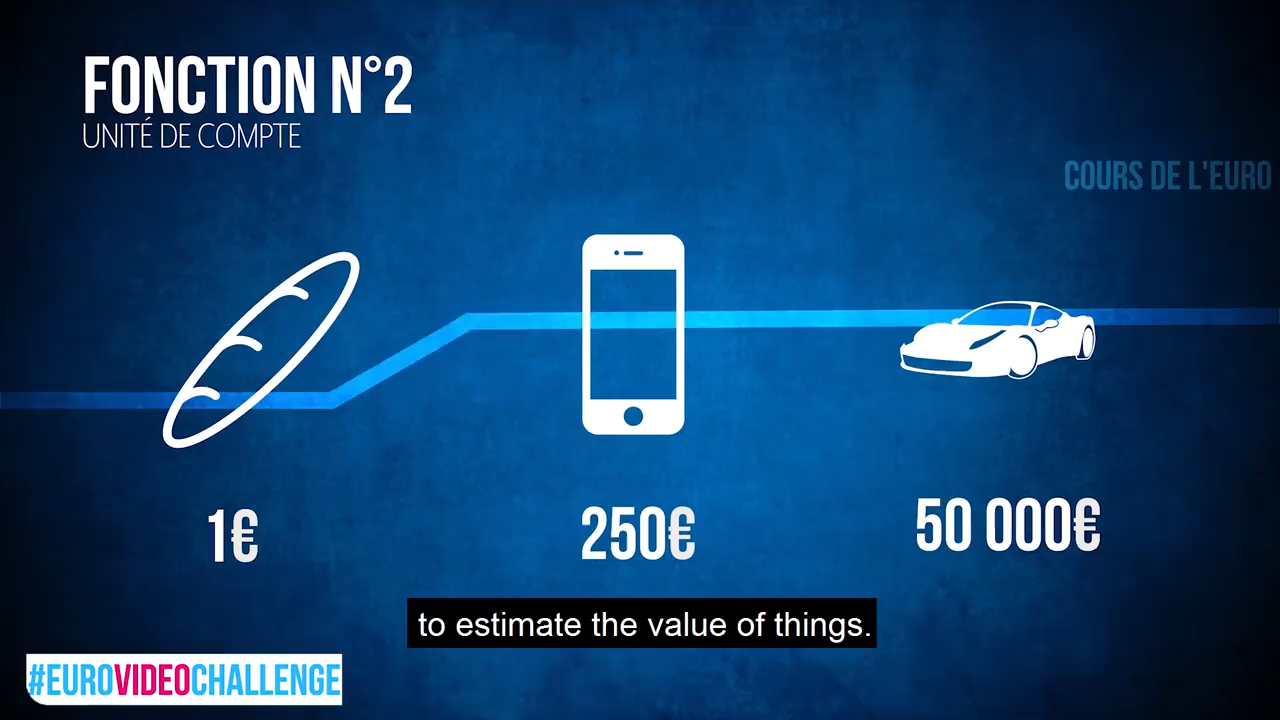 FONCTION N°2
UNITÉ DE COMPTE
COURS DE L'EURO
1€
250€
50 000€
to estimate the value of things.
#EUROVIDEOCHALLENGE